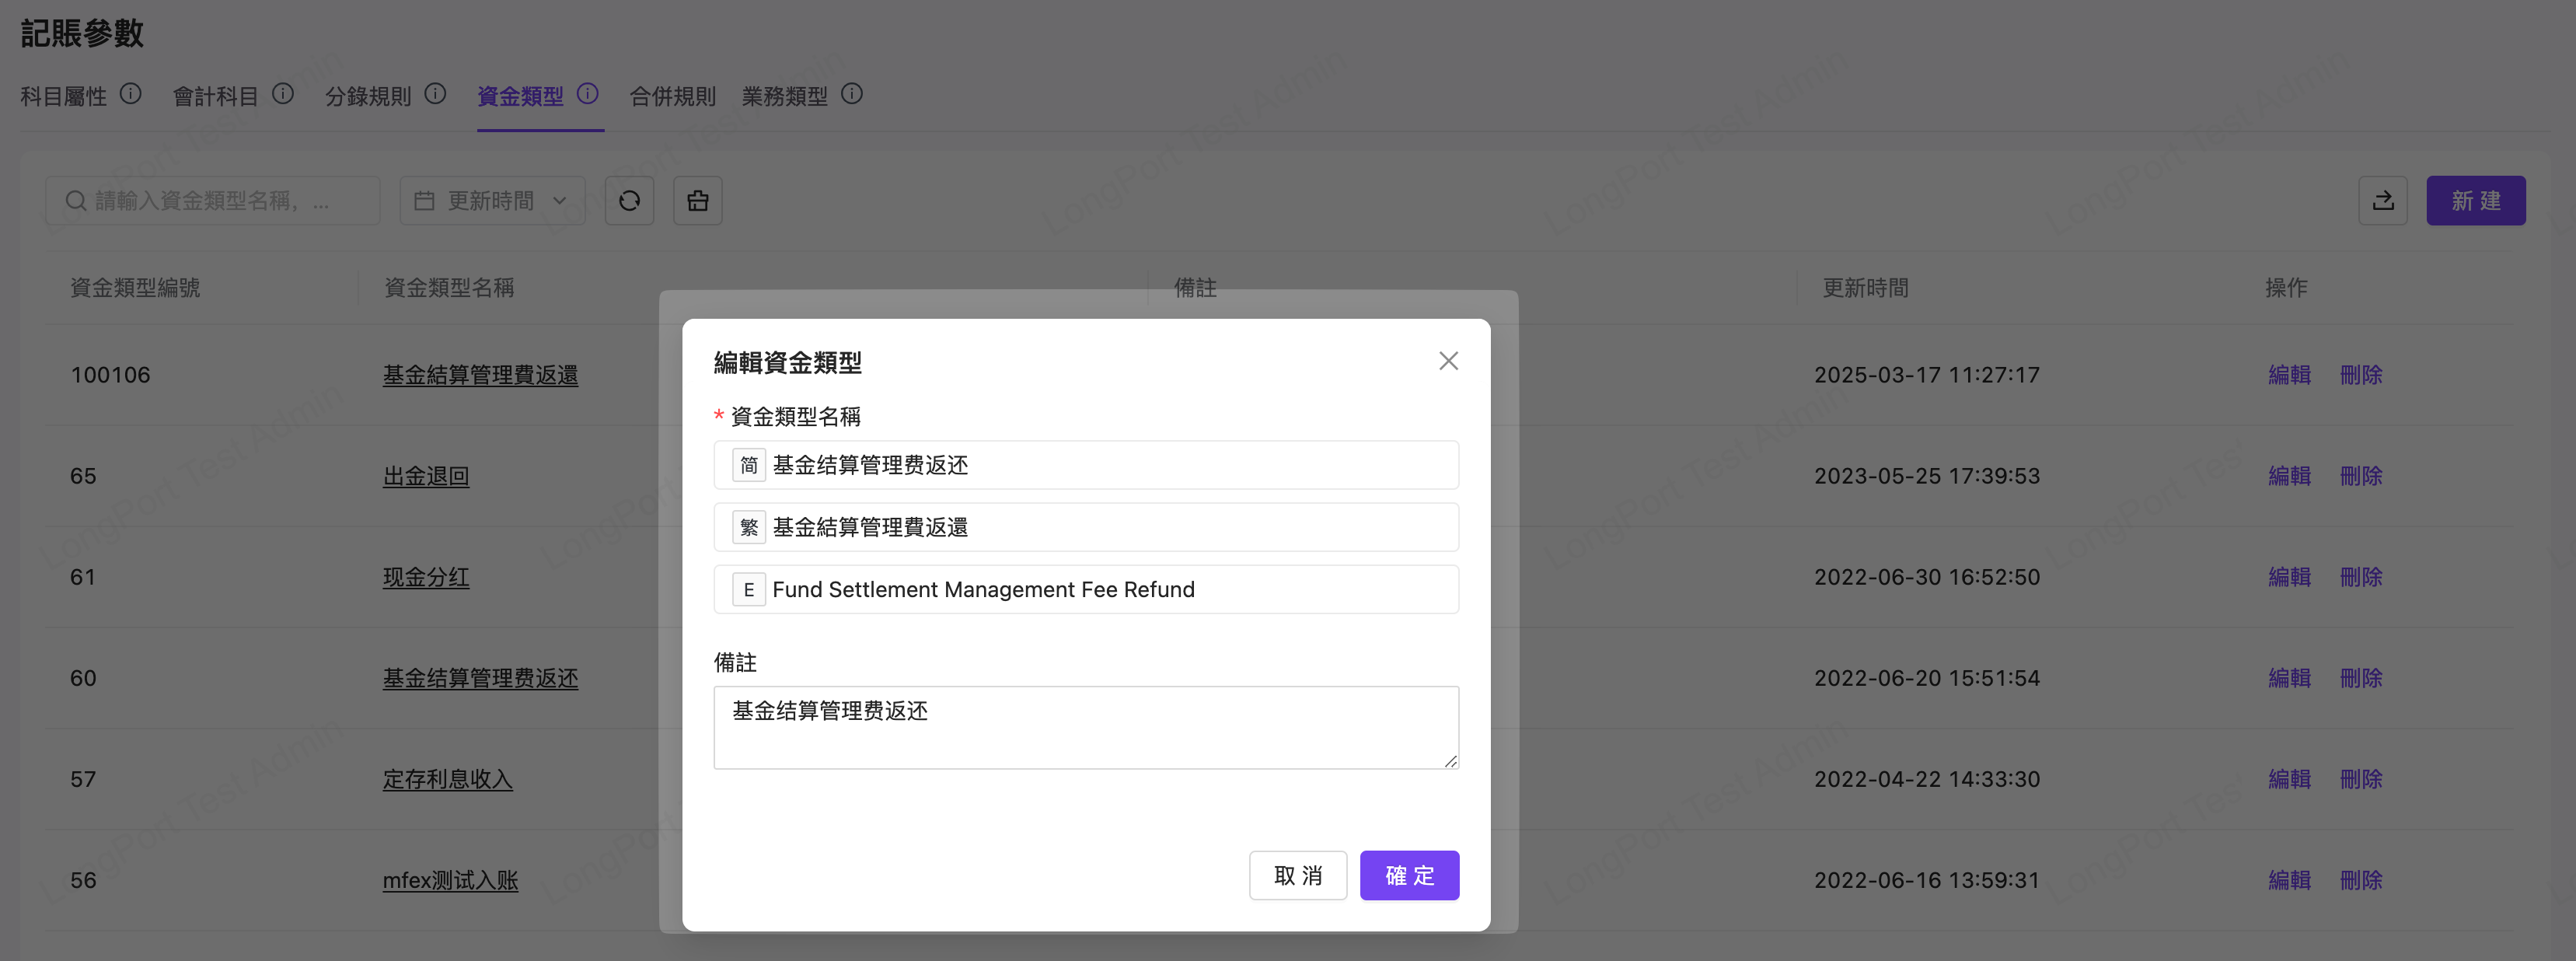 記賬參數
科目屬性 會計科目 分錄規則 資金類型 合併規則 業務類型
請輸入資金類型名稱，... 更新時間 新 建
資金類型編號 資金類型名稱 備註 更新時間 操作
100106 基金結算管理費返還 2025-03-17 11:27:17 編輯 刪除
65 出金退回 2023-05-25 17:39:53 編輯 刪除
61 现金分红 2022-06-30 16:52:50 編輯 刪除
60 基金结算管理费返还 2022-06-20 15:51:54 編輯 刪除
57 定存利息收入 2022-04-22 14:33:30 編輯 刪除
56 mfex测试入账 2022-06-16 13:59:31 編輯 刪除
編輯資金類型
* 資金類型名稱
简 基金结算管理费返还
繁 基金結算管理費返還
E Fund Settlement Management Fee Refund
備註
基金结算管理费返还
取 消 確 定
LongPort Test Admin